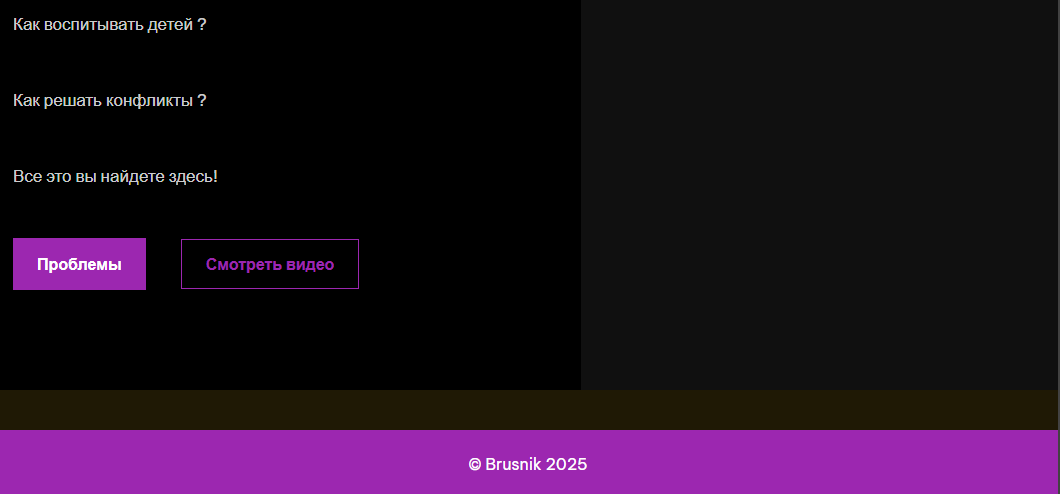 Как воспитывать детей ?
Как решать конфликты ?
Все это вы найдете здесь!
Проблемы
Смотреть видео
© Brusnik 2025